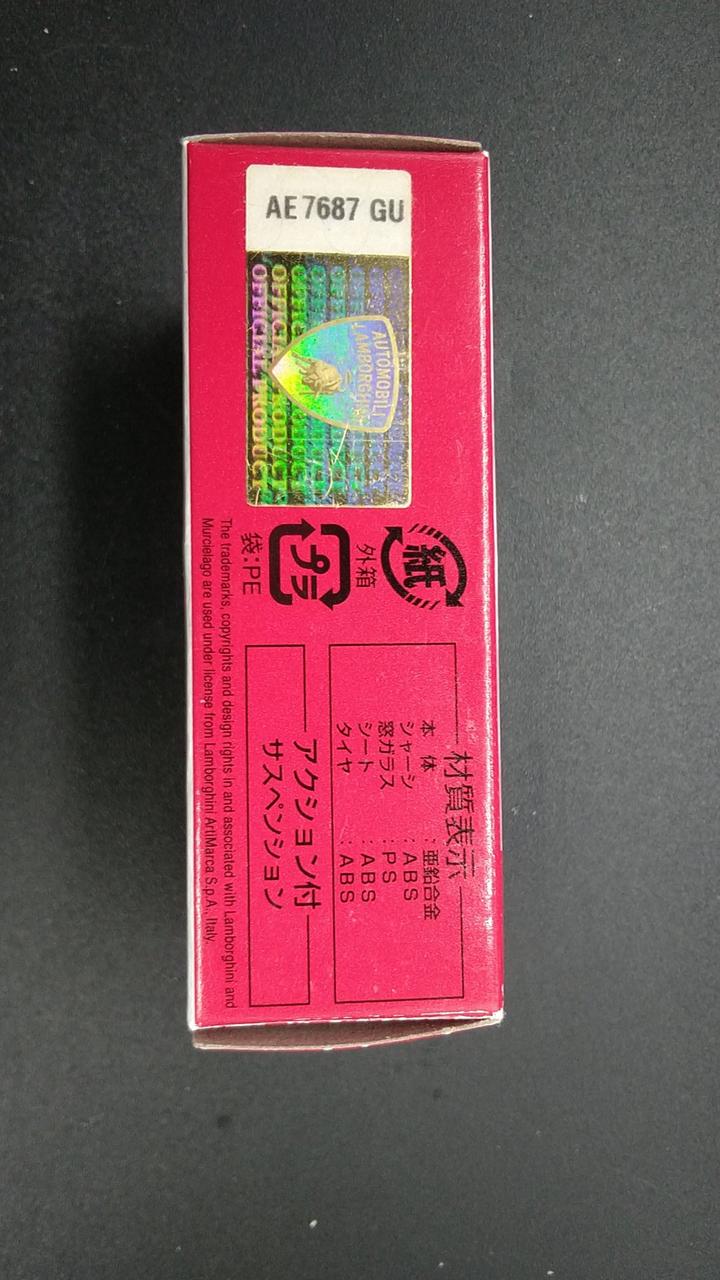 AE7687 GU
OFFICIAL PRODUCT
AUTOMOBILI
LAMBORGHINI
紙
外箱
プラ
袋:PE
材質表示
本体 :亜鉛合金
シャーシ :ABS
窓ガラス :PS
シート :ABS
タイヤ :ABS
アクション付
サスペンション
The trademarks, copyrights and design rights in and associated with Lamborghini and
Murcielago are used under license from Lamborghini ArtiMarca S.p.A., Italy.